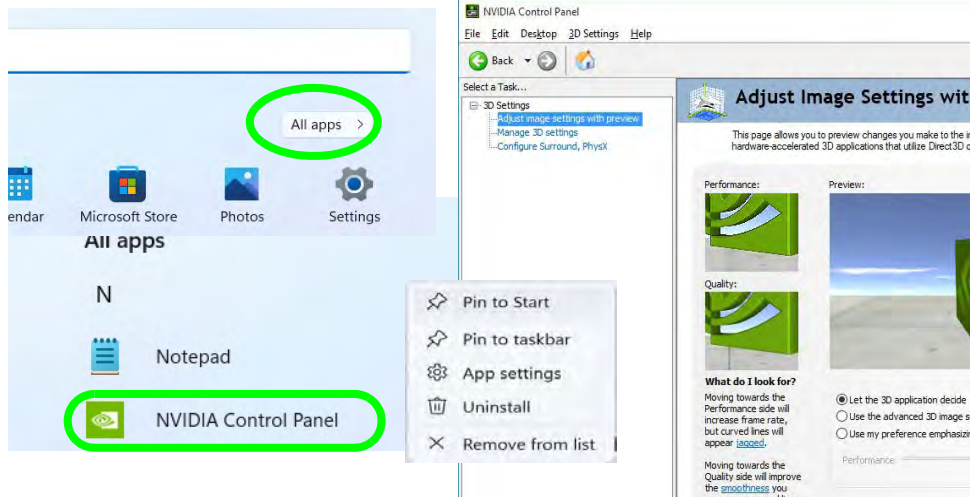 All apps >
endar
Microsoft Store
Photos
Settings
All apps
N
Notepad
NVIDIA Control Panel
Pin to Start
Pin to taskbar
App settings
Uninstall
Remove from list
NVIDIA Control Panel
File Edit Desktop 3D Settings Help
Back
Select a Task...
3D Settings
Adjust image settings with preview
Manage 3D settings
Configure Surround, PhysX
Adjust Image Settings wit
This page allows you to preview changes you make to the i
hardware-accelerated 3D applications that utilize Direct3D o
Performance:
Preview:
Quality:
What do I look for?
Moving towards the
Performance side will
increase frame rate,
but curved lines will
appear jagged.
Moving towards the
Quality side will improve
the smoothness you
Let the 3D application decide
Use the advanced 3D image s
Use my preference emphasizin
Performance